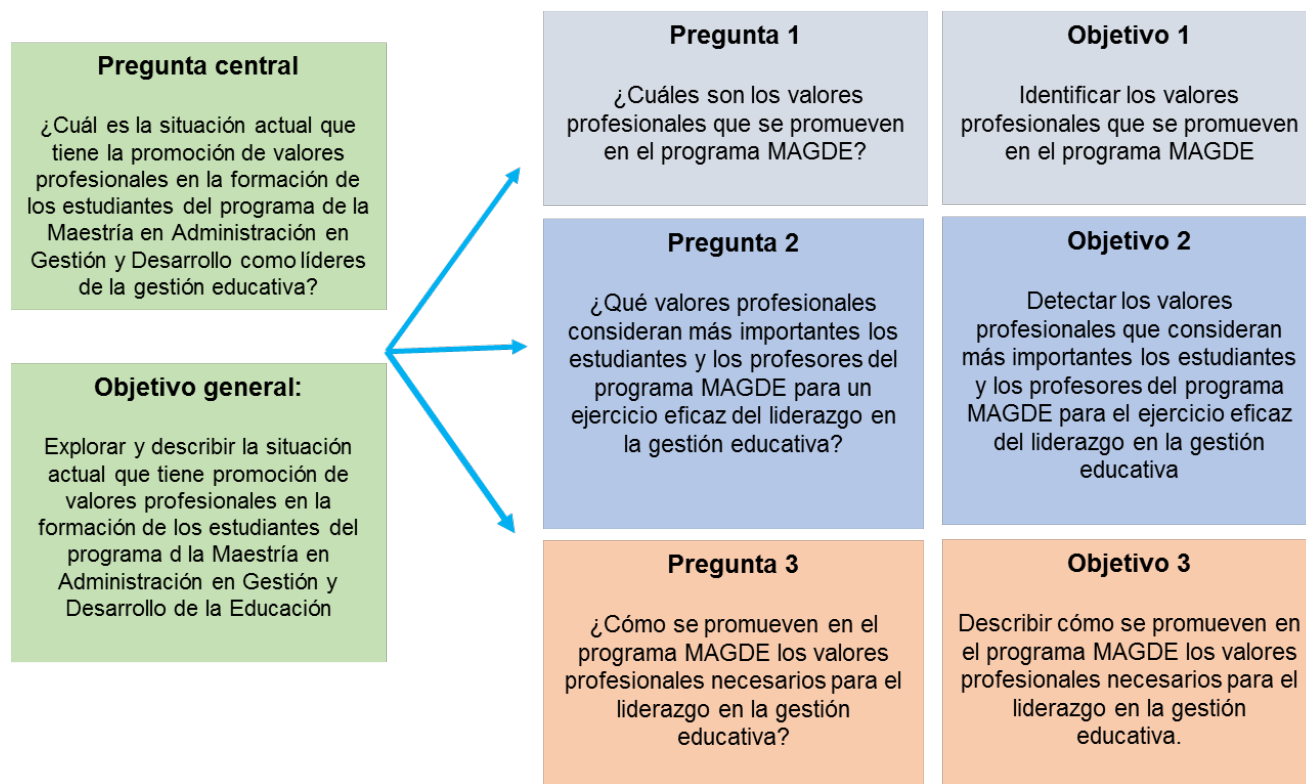 Pregunta central
¿Cuál es la situación actual que
tiene la promoción de valores
profesionales en la formación de
los estudiantes del programa de la
Maestría en Administración en
Gestión y Desarrollo como líderes
de la gestión educativa?
Objetivo general:
Explorar y describir la situación
actual que tiene promoción de
valores profesionales en la
formación de los estudiantes del
programa d la Maestría en
Administración en Gestión y
Desarrollo de la Educación
Pregunta 1
¿Cuáles son los valores
profesionales que se promueven
en el programa MAGDE?
Objetivo 1
Identificar los valores
profesionales que se promueven
en el programa MAGDE
Pregunta 2
¿Qué valores profesionales
consideran más importantes los
estudiantes y los profesores del
programa MAGDE para un
ejercicio eficaz del liderazgo en
la gestión educativa?
Objetivo 2
Detectar los valores
profesionales que consideran
más importantes los estudiantes
y los profesores del programa
MAGDE para el ejercicio eficaz
del liderazgo en la gestión
educativa
Pregunta 3
¿Cómo se promueven en el
programa MAGDE los valores
profesionales necesarios para el
liderazgo en la gestión
educativa?
Objetivo 3
Describir cómo se promueven en
el programa MAGDE los valores
profesionales necesarios para el
liderazgo en la gestión
educativa.